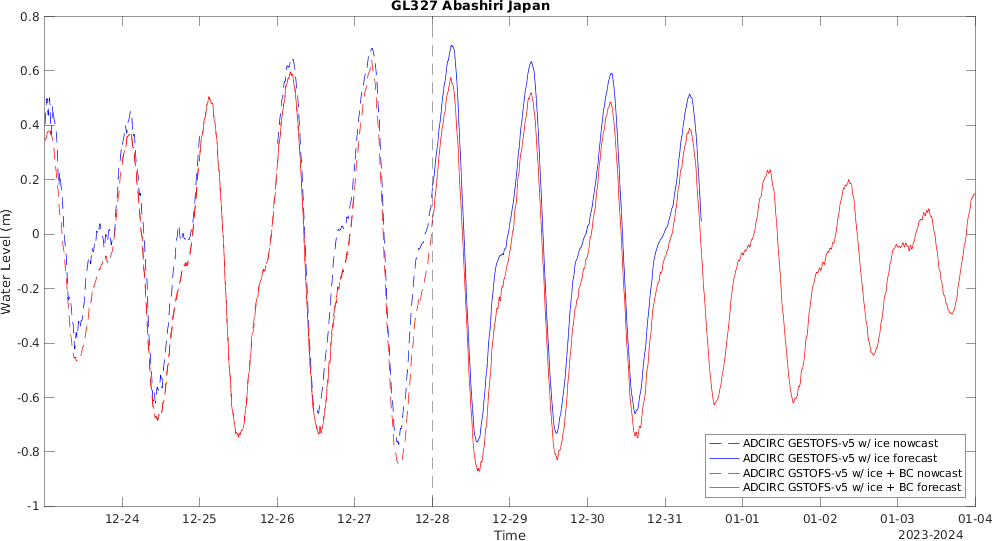 GL327 Abashiri Japan
0.8
0.6
0.4
0.2
0
-0.2
-0.4
-0.6
-0.8
-1
Water Level (m)
ADCIRC GESTOFS-v5 w/ ice nowcast
ADCIRC GESTOFS-v5 w/ ice forecast
ADCIRC GSTOFS-v5 w/ ice + BC nowcast
ADCIRC GSTOFS-v5 w/ ice + BC forecast
12-24 12-25 12-26 12-27 12-28 12-29 12-30 12-31 01-01 01-02 01-03 01-04
Time
2023-2024